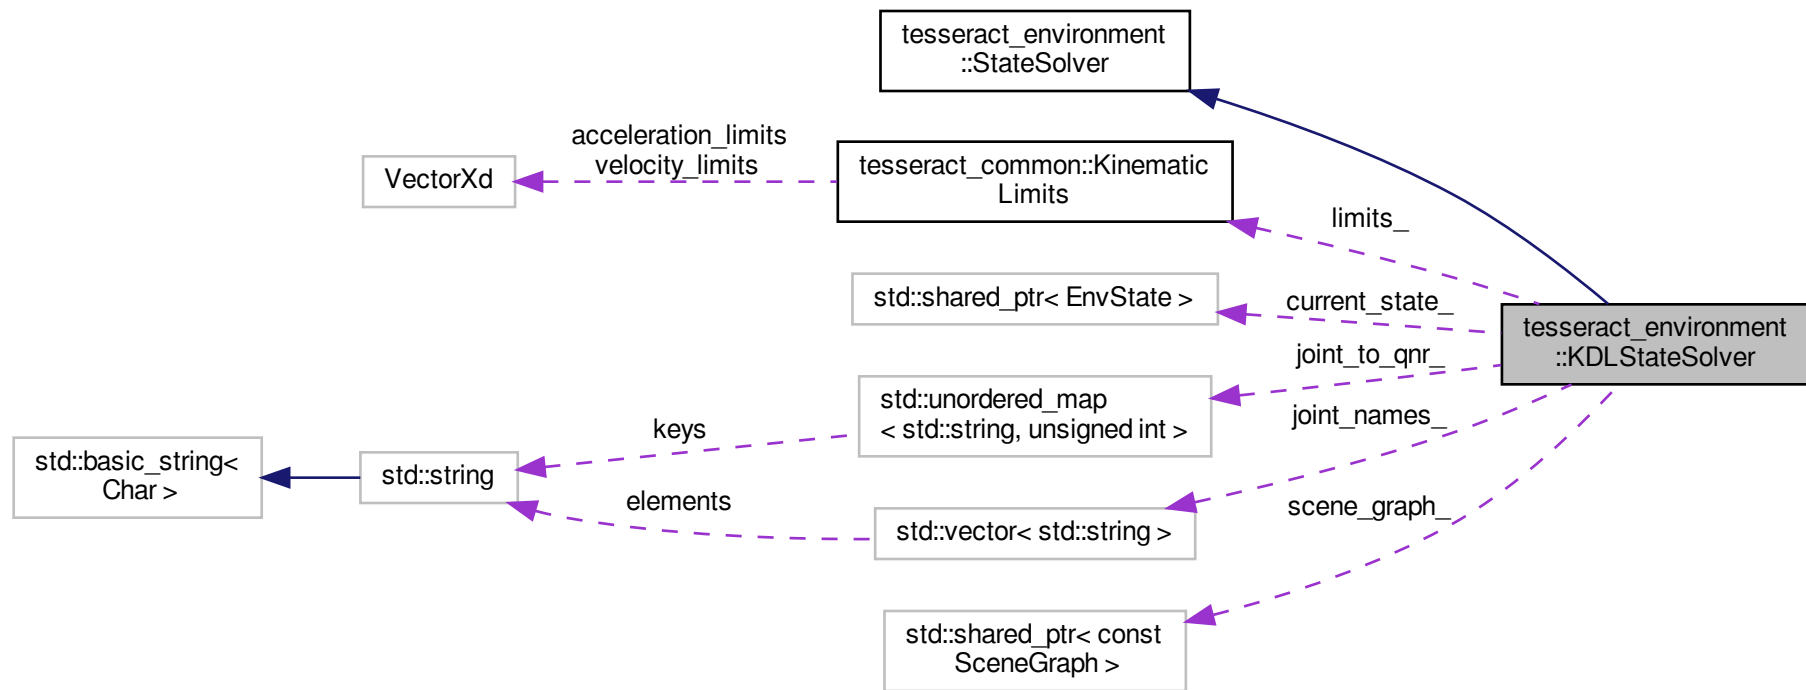 tesseract_environment
::StateSolver
acceleration_limits
velocity_limits
VectorXd
tesseract_common::Kinematic
Limits
limits_
std::shared_ptr< EnvState >
current_state_
tesseract_environment
::KDLStateSolver
joint_to_qnr_
std::unordered_map
< std::string, unsigned int >
keys
joint_names_
std::basic_string<
Char >
std::string
elements
std::vector< std::string >
scene_graph_
std::shared_ptr< const
SceneGraph >